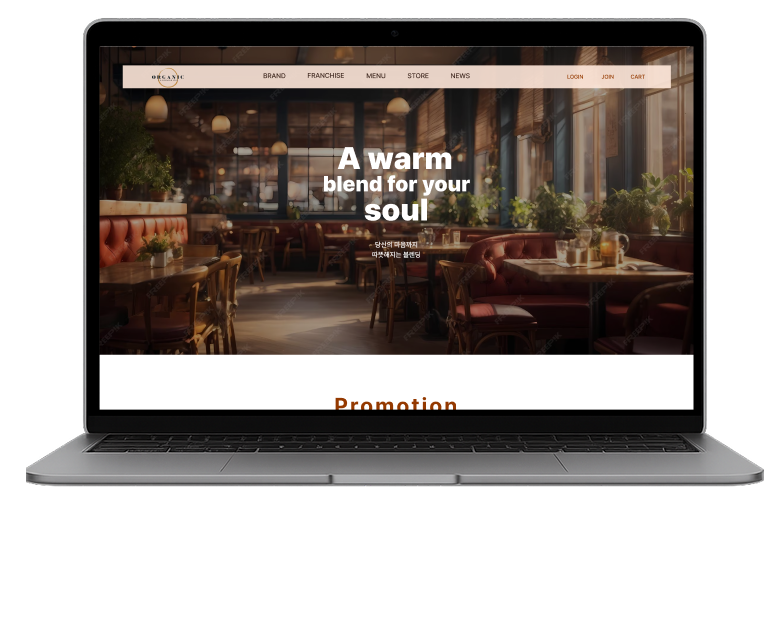 ORGANIC
BRAND FRANCHISE MENU STORE NEWS LOGIN JOIN CART
A warm
blend for your
soul
당신의 마음까지
따뜻해지는 블렌딩
Promotion